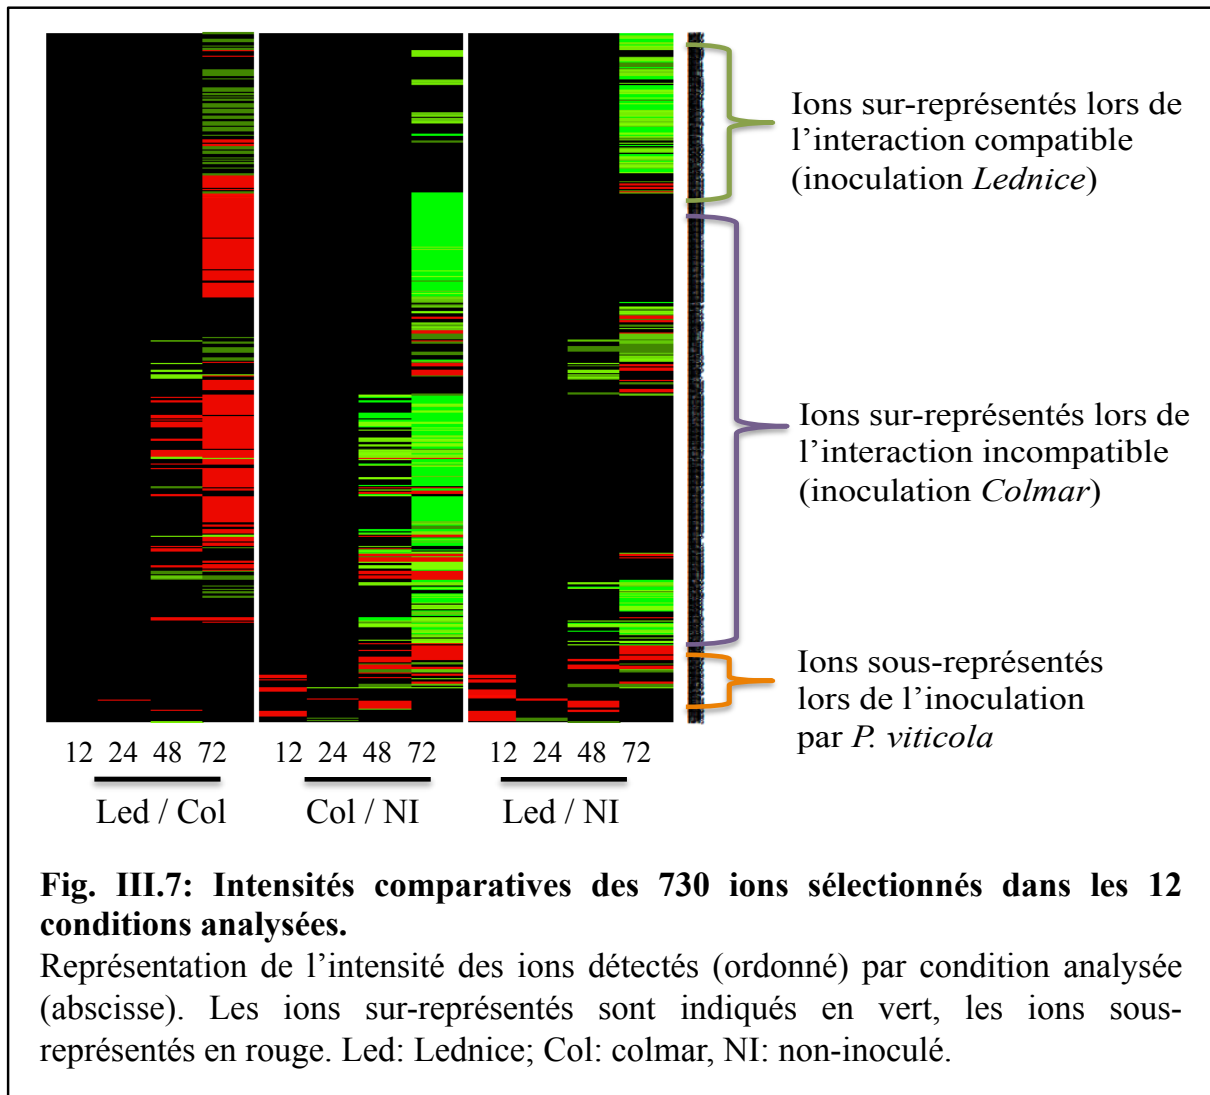 Ions sur-représentés lors de
l’interaction compatible
(inoculation Lednice)
Ions sur-représentés lors de
l’interaction incompatible
(inoculation Colmar)
Ions sous-représentés
lors de l’inoculation
par P. viticola
12 24 48 72 12 24 48 72 12 24 48 72
Led / Col Col / NI Led / NI
Fig. III.7: Intensités comparatives des 730 ions sélectionnés dans les 12
conditions analysées.
Représentation de l’intensité des ions détectés (ordonné) par condition analysée
(abscisse). Les ions sur-représentés sont indiqués en vert, les ions sous-
représentés en rouge. Led: Lednice; Col: colmar, NI: non-inoculé.